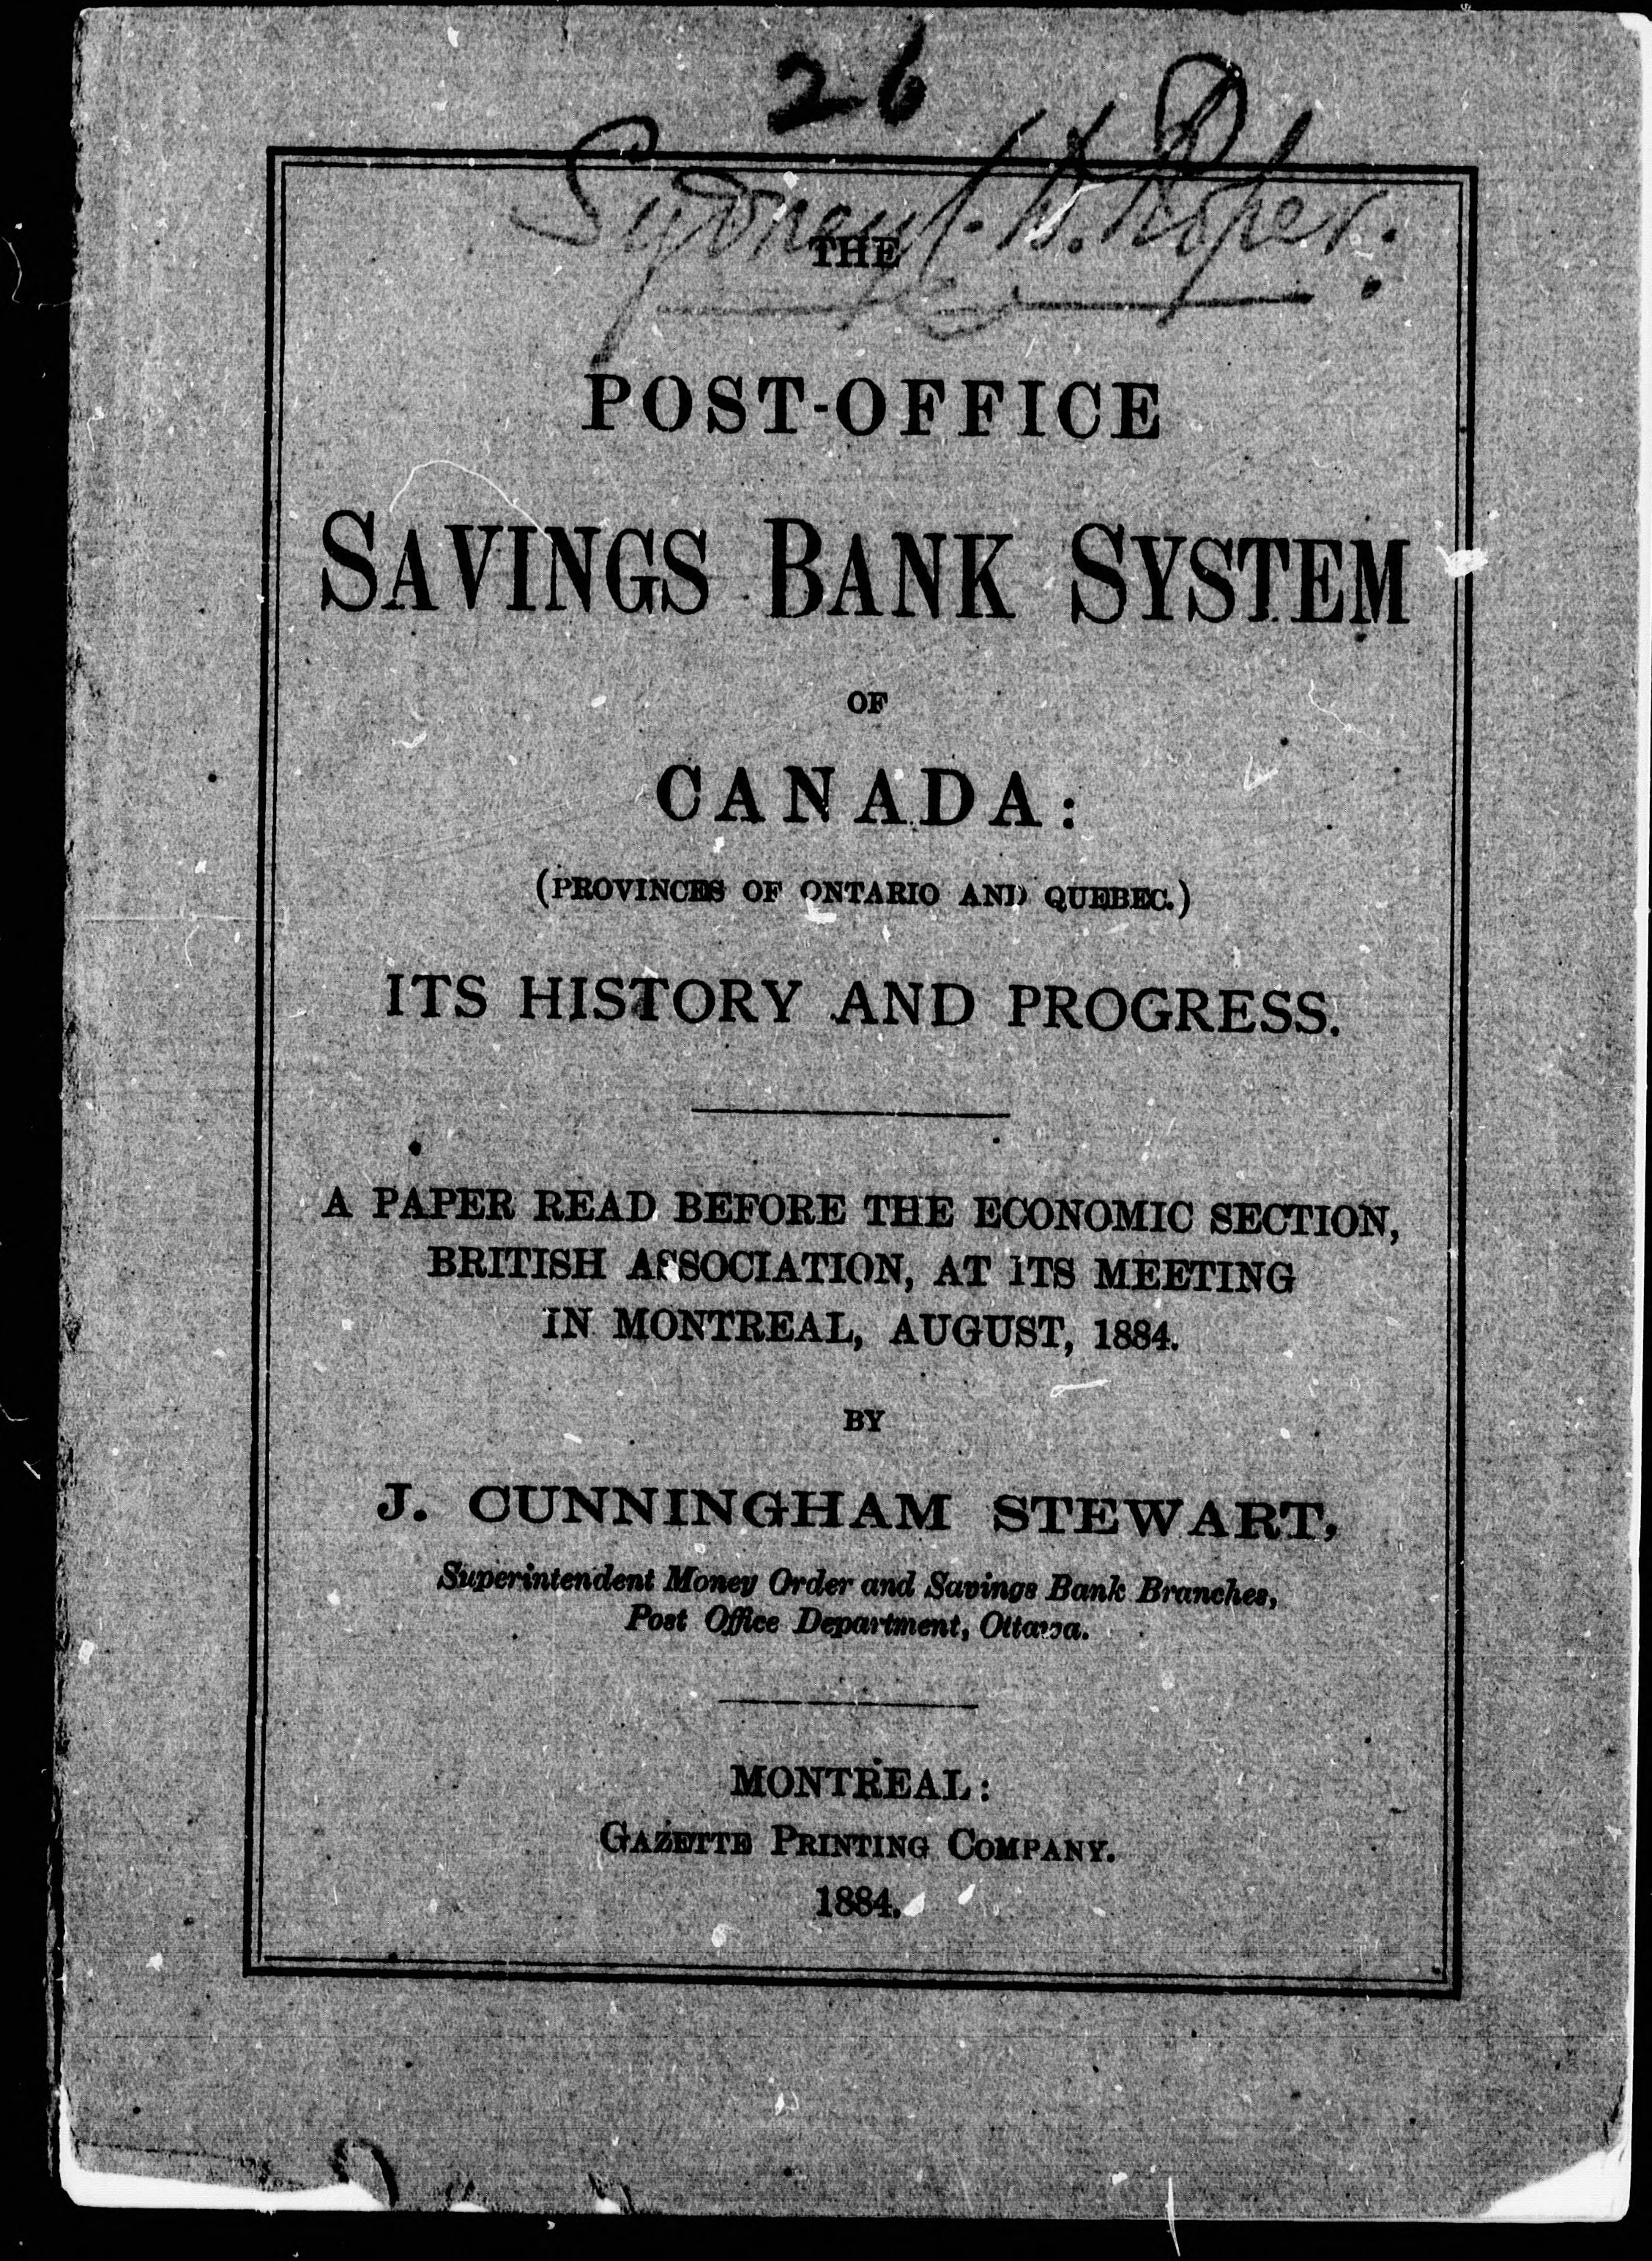 26
Sydney C. D. Roper.
THE
POST-OFFICE
SAVINGS BANK SYSTEM
OF
CANADA:
(PROVINCES OF ONTARIO AND QUEBEC.)
ITS HISTORY AND PROGRESS.
A PAPER READ BEFORE THE ECONOMIC SECTION,
BRITISH ASSOCIATION, AT ITS MEETING
IN MONTREAL, AUGUST, 1884.
BY
J. CUNNINGHAM STEWART,
Superintendent Money Order and Savings Bank Branches,
Post Office Department, Ottawa.
MONTREAL:
GAZETTE PRINTING COMPANY.
1884.